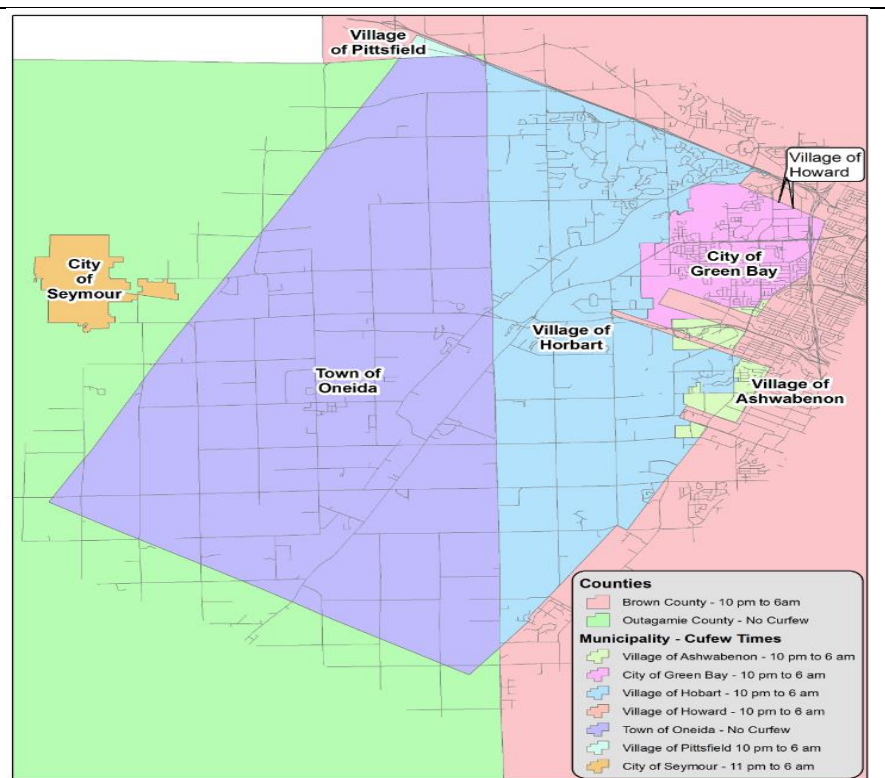 Village
of Pittsfield
Village of
Howard
City of
Green Bay
City
of
Seymour
Village of
Horbart
Town of
Oneida
Village of
Ashwabenon
Counties
Brown County - 10 pm to 6am
Outagamie County - No Curfew
Municipality - Cufew Times
Village of Ashwabenon - 10 pm to 6 am
City of Green Bay - 10 pm to 6 am
Village of Hobart - 10 pm to 6 am
Village of Howard - 10 pm to 6 am
Town of Oneida - No Curfew
Village of Pittsfield 10 pm to 6 am
City of Seymour - 11 pm to 6 am